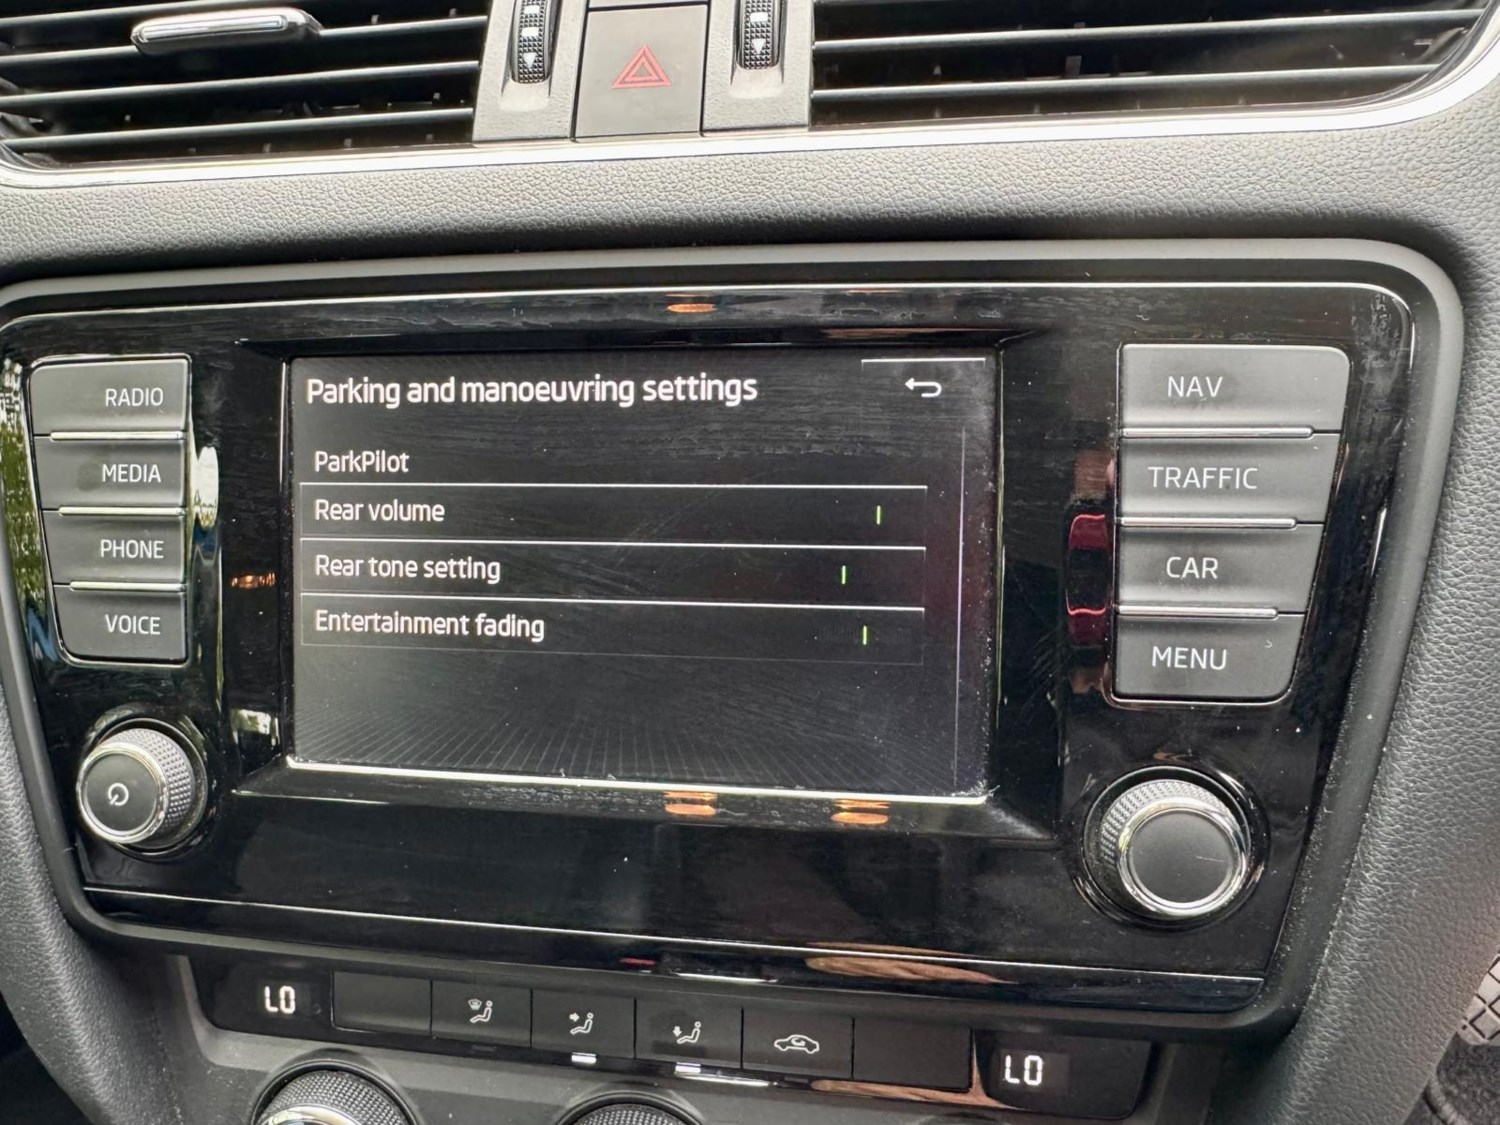 Parking and manoeuvring settings
RADIO
NAV
ParkPilot
MEDIA
TRAFFIC
Rear volume
PHONE
Rear tone setting
CAR
VOICE
Entertainment fading
MENU
LO
LO